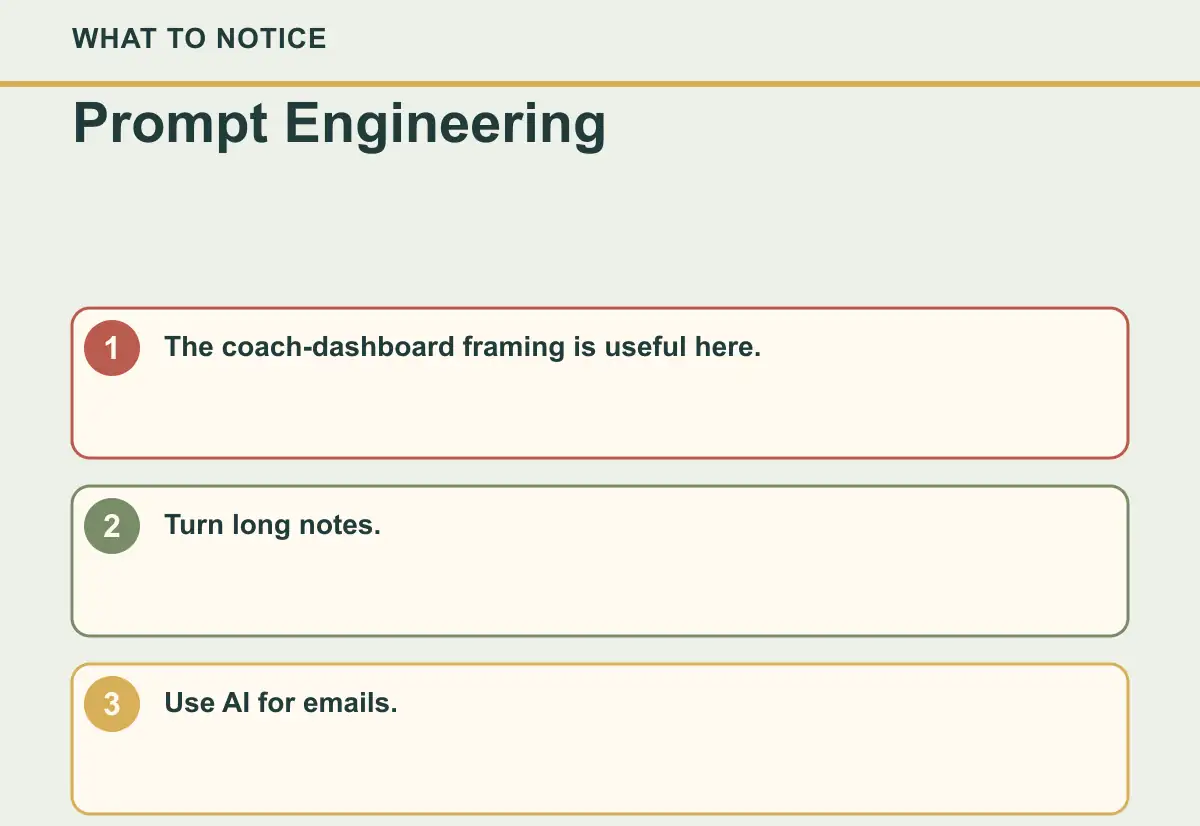 WHAT TO NOTICE
Prompt Engineering
1 The coach-dashboard framing is useful here.
2 Turn long notes.
3 Use AI for emails.